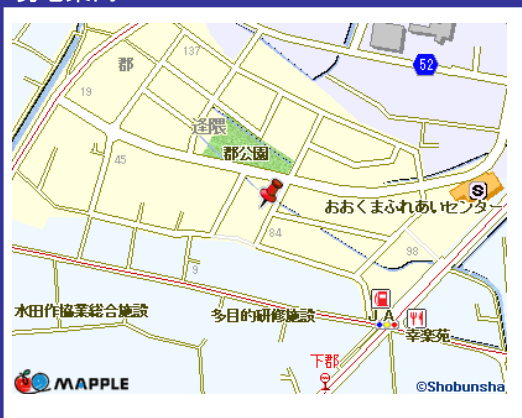 137
郡
52
19
逢隈
郡公園
45
おおくまふれあいセンター
S
84
98
9
水田作協業総合施設
多目的研修施設
JA
幸楽苑
下郡
MAPPLE
©Shobunsha